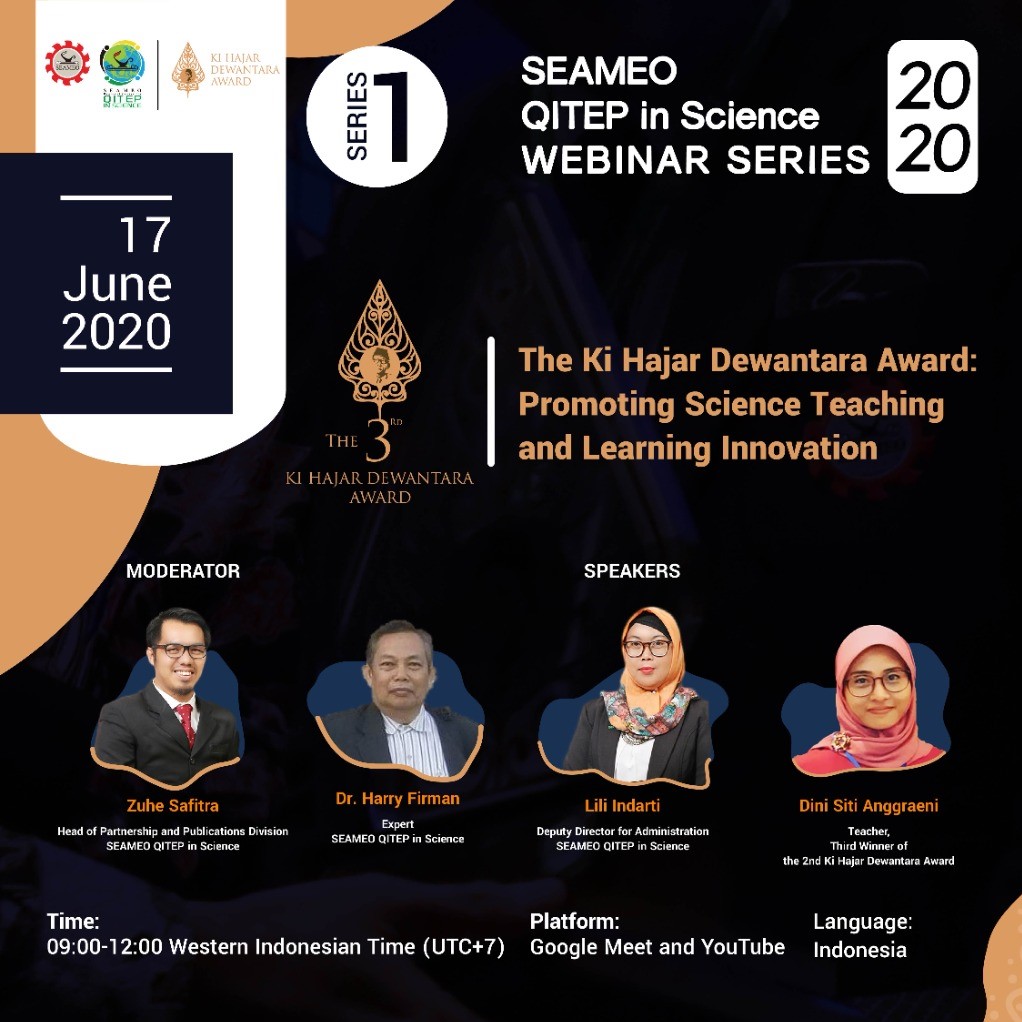 SEAMEO
SEAMEO
QITEP
IN SCIENCE
KI HAJAR
DEWANTARA
AWARD
SERIES 1
SEAMEO
QITEP in Science
WEBINAR SERIES
20
20
17
June
2020
THE 3RD
KI HAJAR DEWANTARA
AWARD
The Ki Hajar Dewantara Award:
Promoting Science Teaching
and Learning Innovation
MODERATOR
SPEAKERS
Zuhe Safitra
Head of Partnership and Publications Division
SEAMEO QITEP in Science
Dr. Harry Firman
Expert
SEAMEO QITEP in Science
Lili Indarti
Deputy Director for Administration
SEAMEO QITEP in Science
Dini Siti Anggraeni
Teacher,
Third Winner of
the 2nd Ki Hajar Dewantara Award
Time:
09:00-12:00 Western Indonesian Time (UTC+7)
Platform:
Google Meet and YouTube
Language:
Indonesia